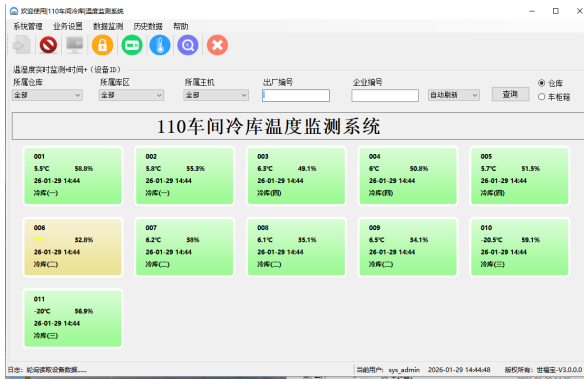 欢迎使用[110车间冷库]温度监测系统
系统管理 业务设置 数据监测 历史数据 帮助
温湿度实时监测=时间+（设备ID）
所属仓库 所属库区 所属主机 出厂编号 企业编号
全部 全部 全部 自动刷新 查询 仓库
车柜箱
110车间冷库温度监测系统
001
5.5℃ 58.8%
26-01-29 14:44
冷库(一)
002
5.8℃ 55.3%
26-01-29 14:44
冷库(一)
003
6.3℃ 49.1%
26-01-29 14:44
冷库(四)
004
6℃ 50.8%
26-01-29 14:44
冷库(四)
005
5.7℃ 51.5%
26-01-29 14:44
冷库(四)
006
32.8%
26-01-29 14:44
冷库(二)
007
6.2℃ 38%
26-01-29 14:44
冷库(二)
008
6.1℃ 35.1%
26-01-29 14:44
冷库(二)
009
6.5℃ 34.1%
26-01-29 14:44
冷库(二)
010
-20.5℃ 59.1%
26-01-29 14:44
冷库(三)
011
-20℃ 56.9%
26-01-29 14:44
冷库(三)
日志：轮询读取设备数据......
当前用户： sys_admin 2026-01-29 14:44:48 版权所有：世福宝-V3.0.0.0